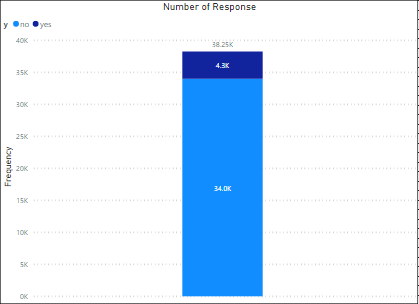 Number of Response
y no yes
38.25K
40K
4.3K
35K
30K
25K
Frequency
20K
34.0K
15K
10K
5K
0K